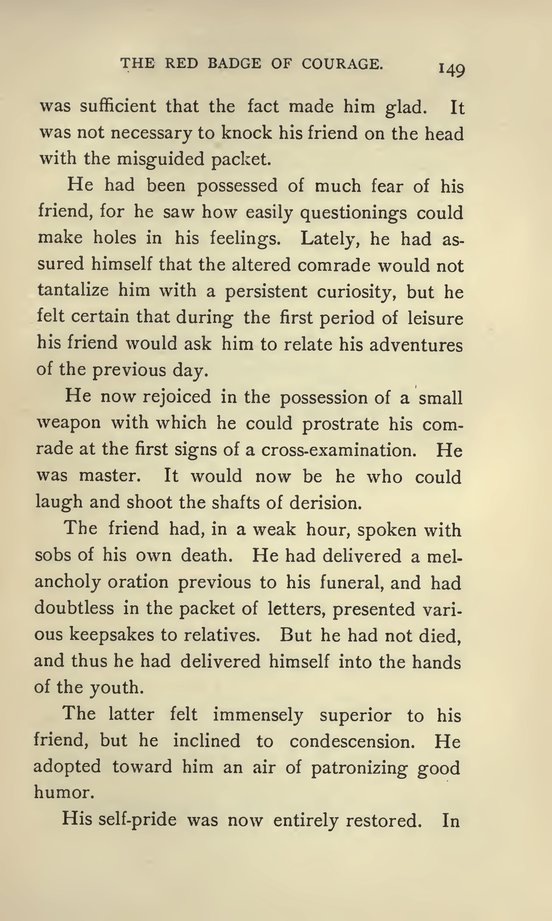 THE RED BADGE OF COURAGE. 149
was sufficient that the fact made him glad. It
was not necessary to knock his friend on the head
with the misguided packet.
He had been possessed of much fear of his
friend, for he saw how easily questionings could
make holes in his feelings. Lately, he had as-
sured himself that the altered comrade would not
tantalize him with a persistent curiosity, but he
felt certain that during the first period of leisure
his friend would ask him to relate his adventures
of the previous day.
He now rejoiced in the possession of a small
weapon with which he could prostrate his com-
rade at the first signs of a cross-examination. He
was master. It would now be he who could
laugh and shoot the shafts of derision.
The friend had, in a weak hour, spoken with
sobs of his own death. He had delivered a mel-
ancholy oration previous to his funeral, and had
doubtless in the packet of letters, presented vari-
ous keepsakes to relatives. But he had not died,
and thus he had delivered himself into the hands
of the youth.
The latter felt immensely superior to his
friend, but he inclined to condescension. He
adopted toward him an air of patronizing good
humor.
His self-pride was now entirely restored. In